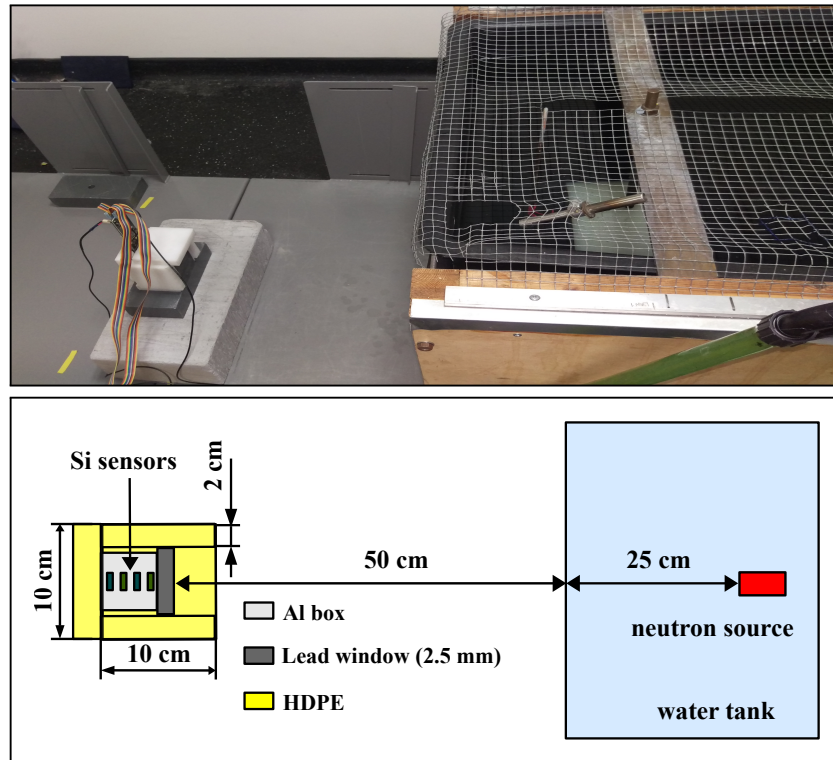 Si sensors
2 cm
50 cm
25 cm
10 cm
Al box
neutron source
10 cm
Lead window (2.5 mm)
HDPE
water tank